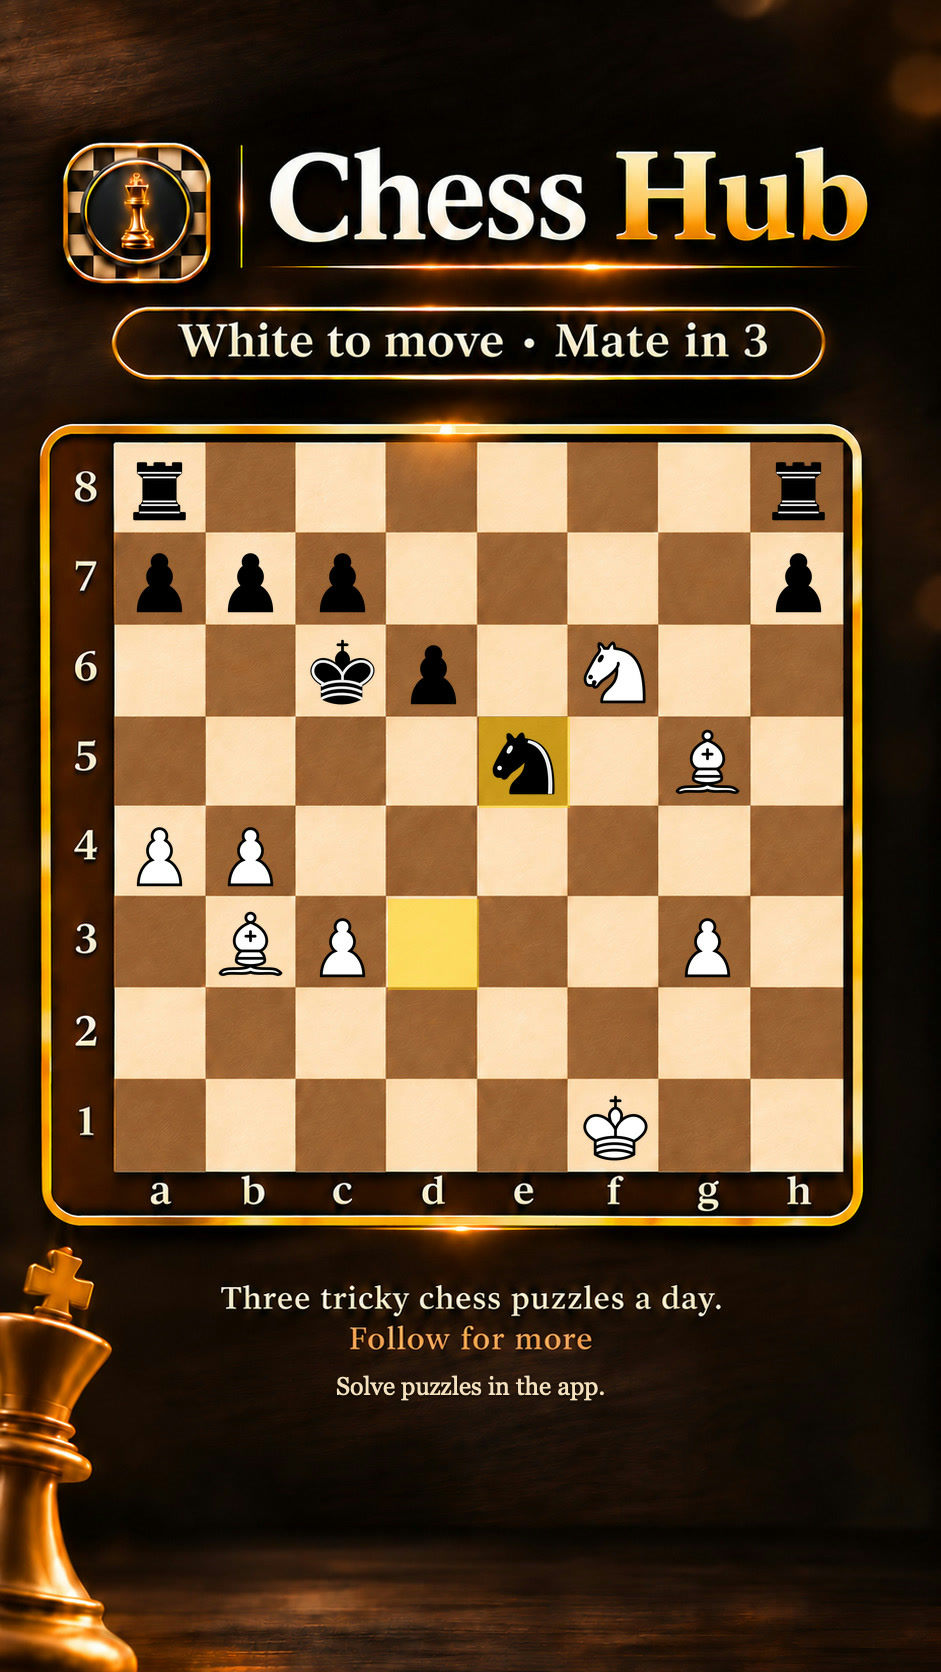 Chess Hub
White to move • Mate in 3
8
7
6
5
4
3
2
1
a b c d e f g h
Three tricky chess puzzles a day.
Follow for more
Solve puzzles in the app.